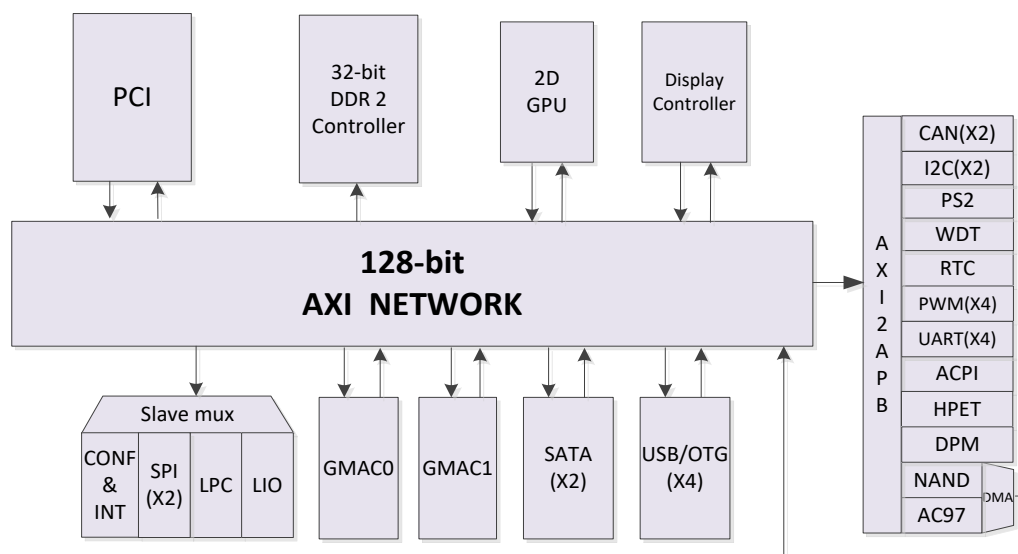 PCI
32-bit
DDR 2
Controller
2D
GPU
Display
Controller
128-bit
AXI NETWORK
Slave mux
CONF
&
INT
SPI
(X2)
LPC
LIO
GMAC0
GMAC1
SATA
(X2)
USB/OTG
(X4)
A
X
I
2
A
P
B
CAN(X2)
I2C(X2)
PS2
WDT
RTC
PWM(X4)
UART(X4)
ACPI
HPET
DPM
NAND
AC97
DMA